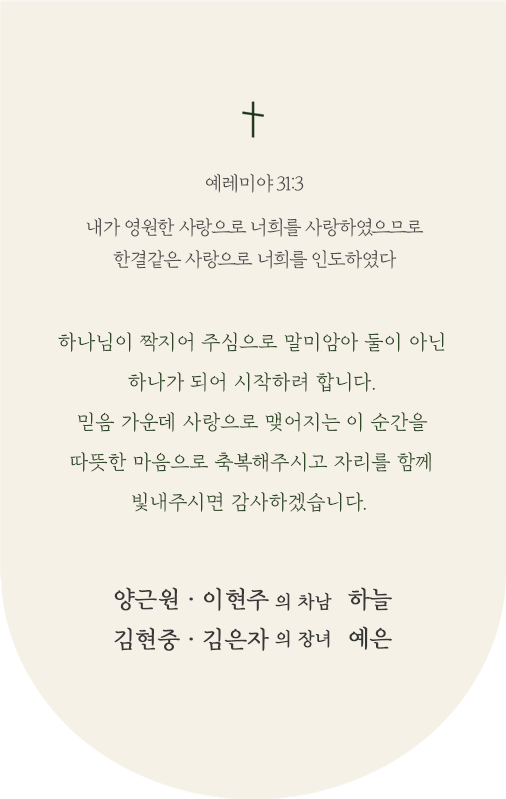 예레미야 31:3
내가 영원한 사랑으로 너희를 사랑하였으므로
한결같은 사랑으로 너희를 인도하였다
하나님이 짝지어 주심으로 말미암아 둘이 아닌
하나가 되어 시작하려 합니다.
믿음 가운데 사랑으로 맺어지는 이 순간을
따뜻한 마음으로 축복해주시고 자리를 함께
빛내주시면 감사하겠습니다.
양근원 · 이현주 의 차남 하늘
김현중 · 김은자 의 장녀 예은